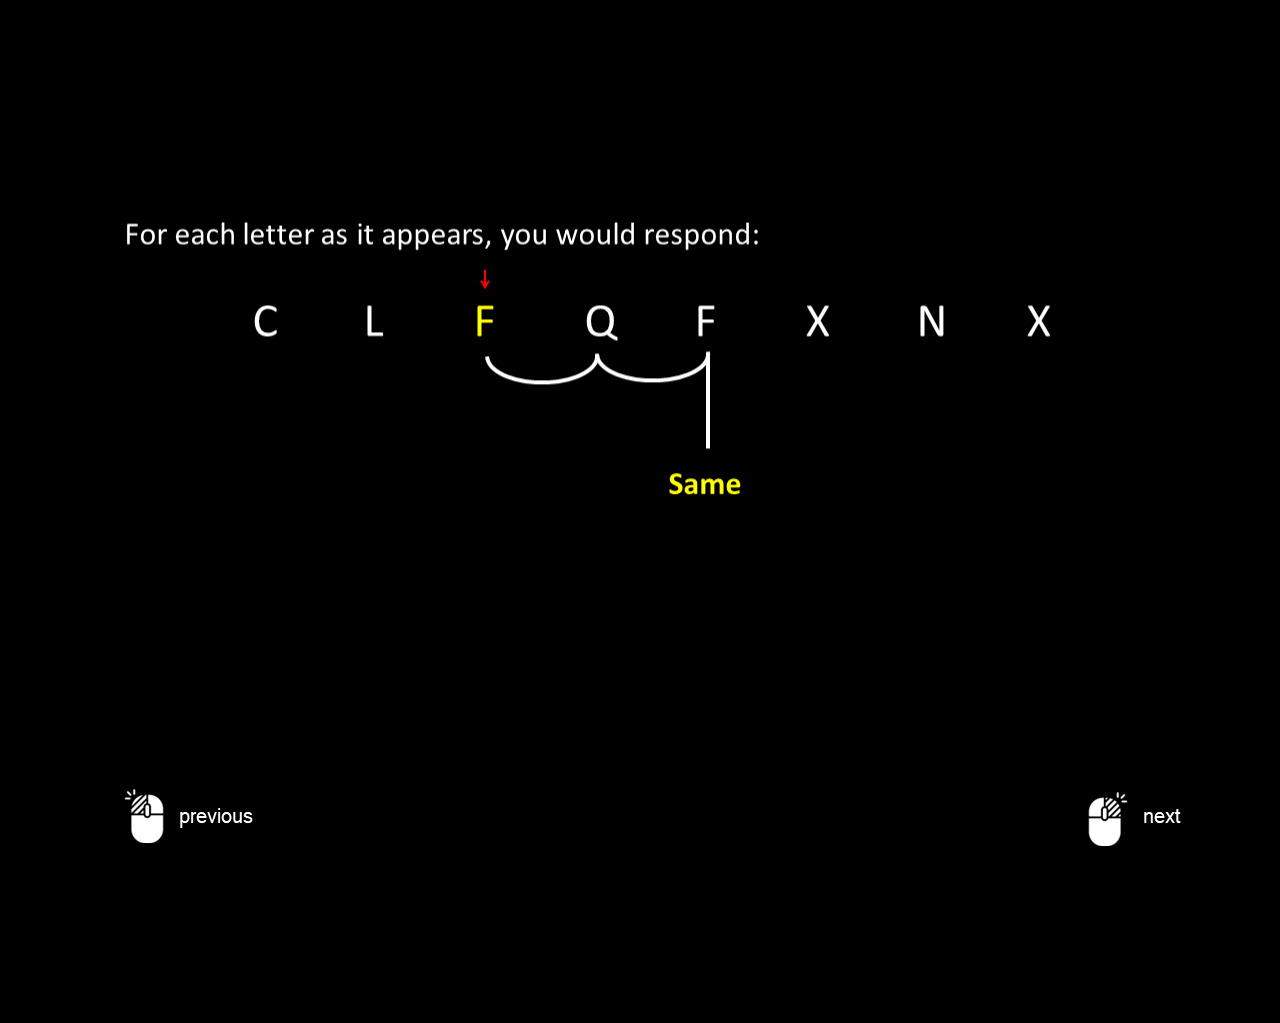 For each letter as it appears, you would respond:
C L F Q F X N X
Same
previous next